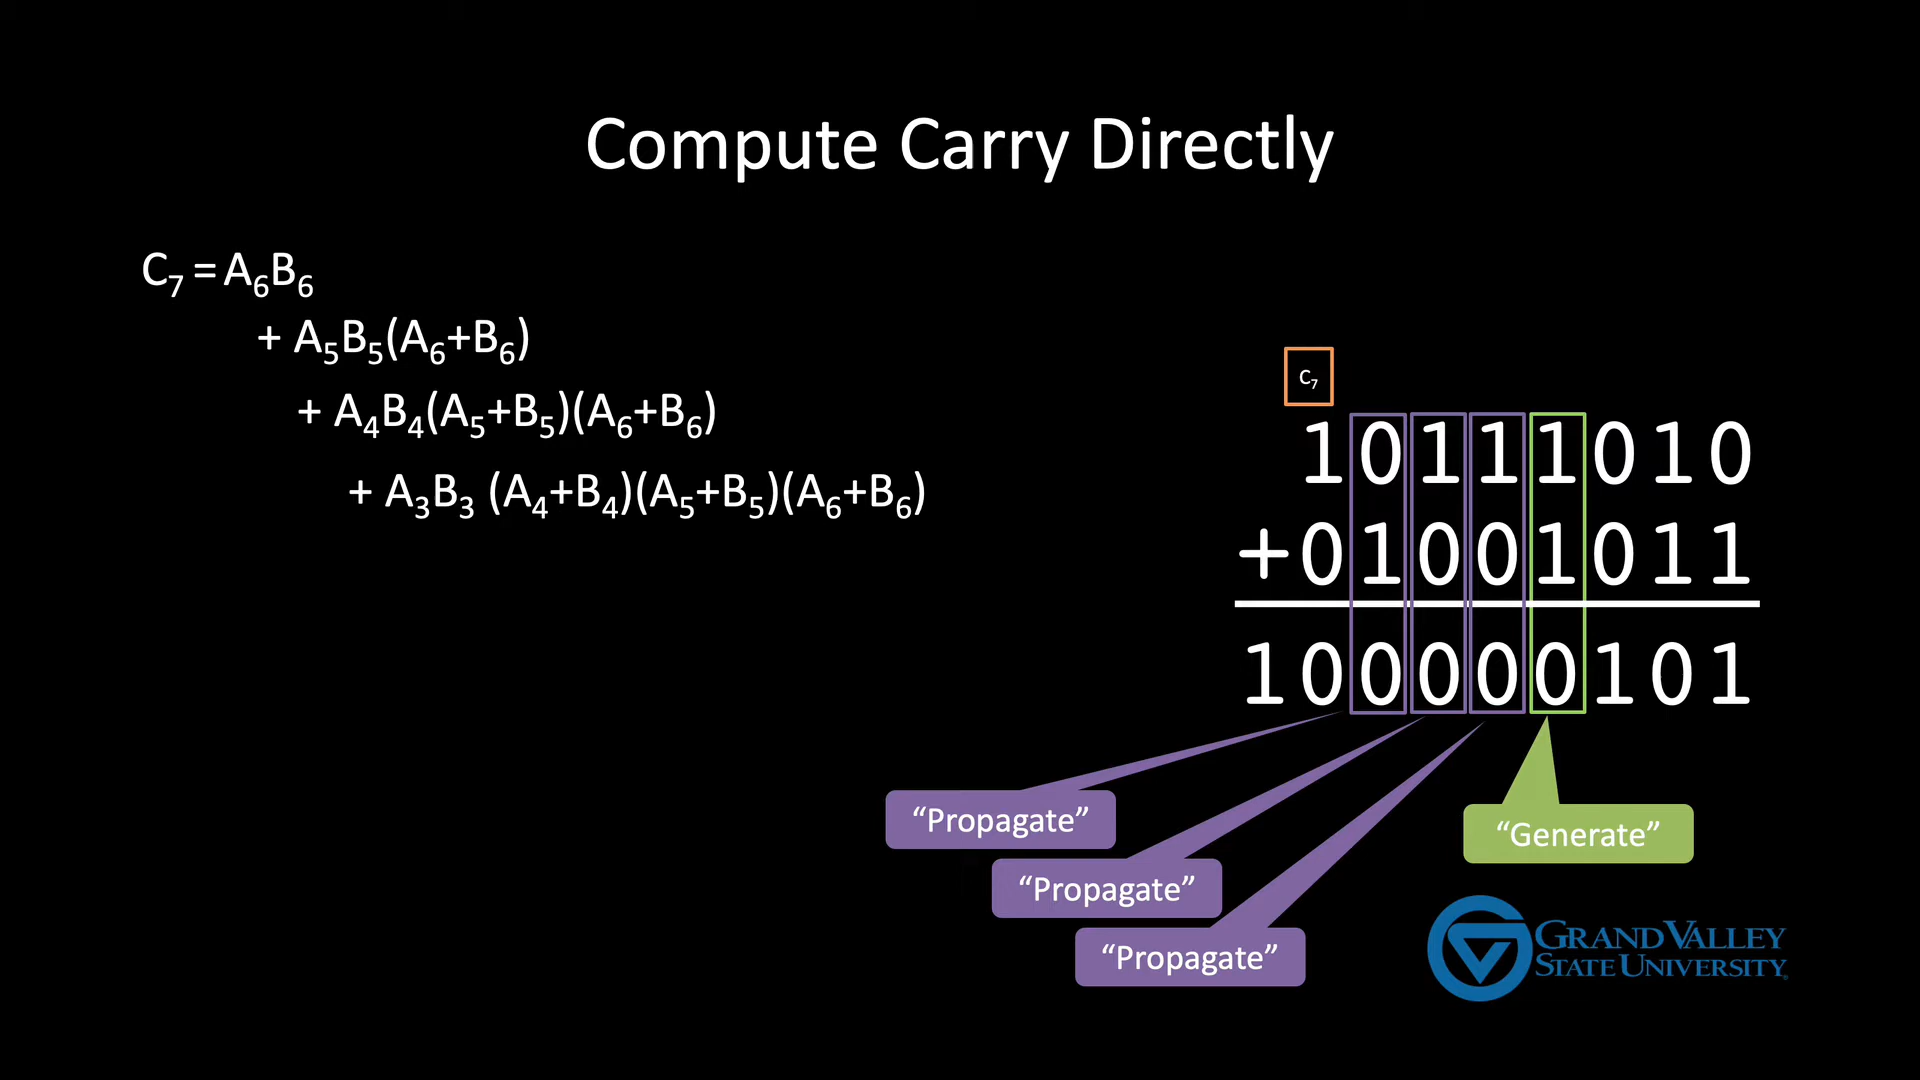 Compute Carry Directly
C₇ = A₆B₆
+ A₅B₅(A₆+B₆)
+ A₄B₄(A₅+B₅)(A₆+B₆)
+ A₃B₃ (A₄+B₄)(A₅+B₅)(A₆+B₆)
C₇
10111010
+01001011
100000101
“Propagate”
“Generate”
“Propagate”
“Propagate”
GRAND VALLEY
STATE UNIVERSITY